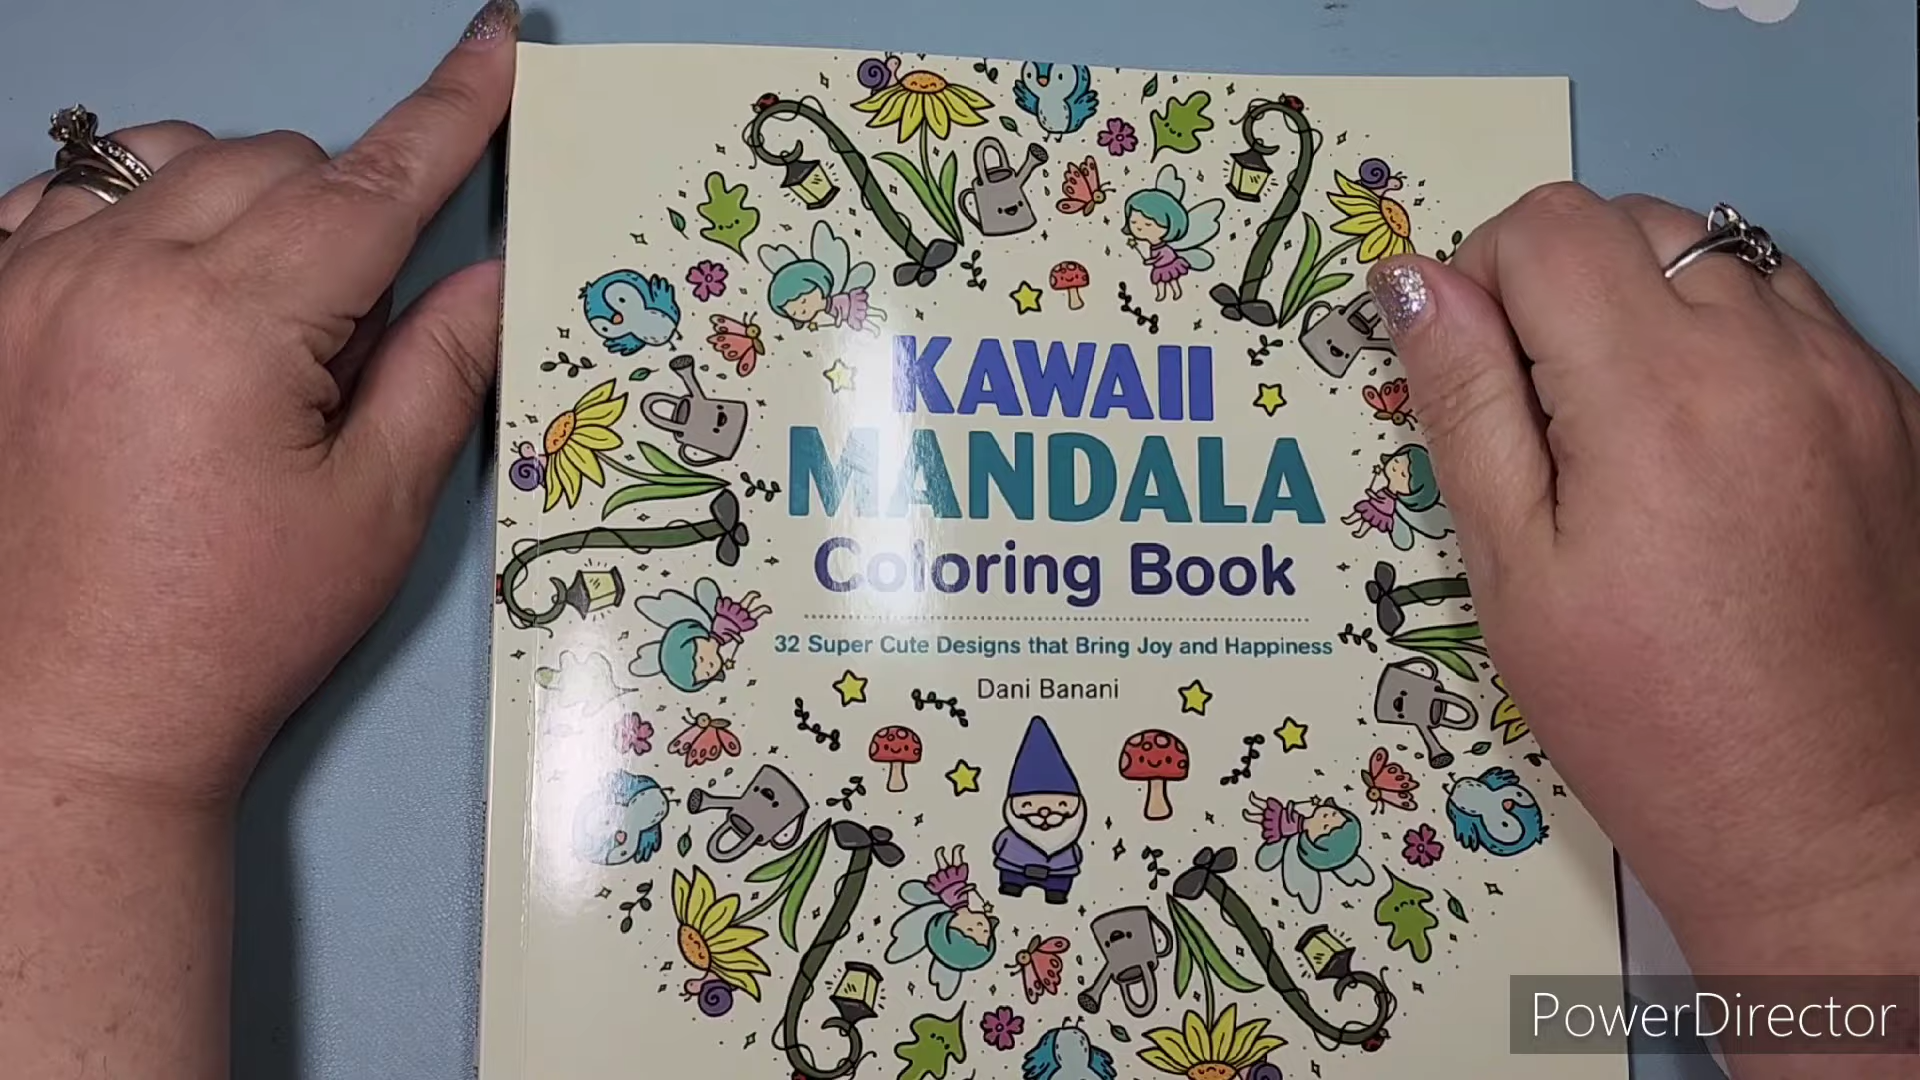 KAWAII
MANDALA
Coloring Book
32 Super Cute Designs that Bring Joy and Happiness
Dani Banani
PowerDirector